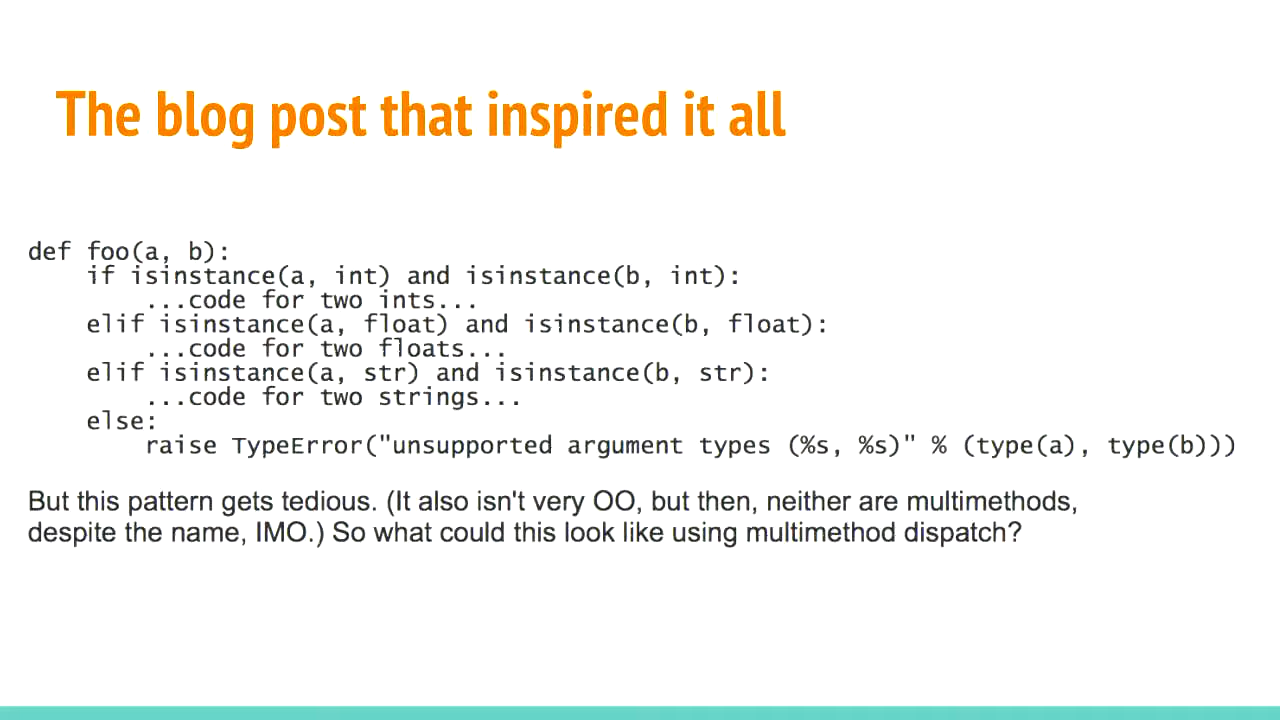 The blog post that inspired it all
def foo(a, b):
    if isinstance(a, int) and isinstance(b, int):
        ...code for two ints...
    elif isinstance(a, float) and isinstance(b, float):
        ...code for two floats...
    elif isinstance(a, str) and isinstance(b, str):
        ...code for two strings...
    else:
        raise TypeError("unsupported argument types (%s, %s)" % (type(a), type(b)))
But this pattern gets tedious. (It also isn't very OO, but then, neither are multimethods,
despite the name, IMO.) So what could this look like using multimethod dispatch?